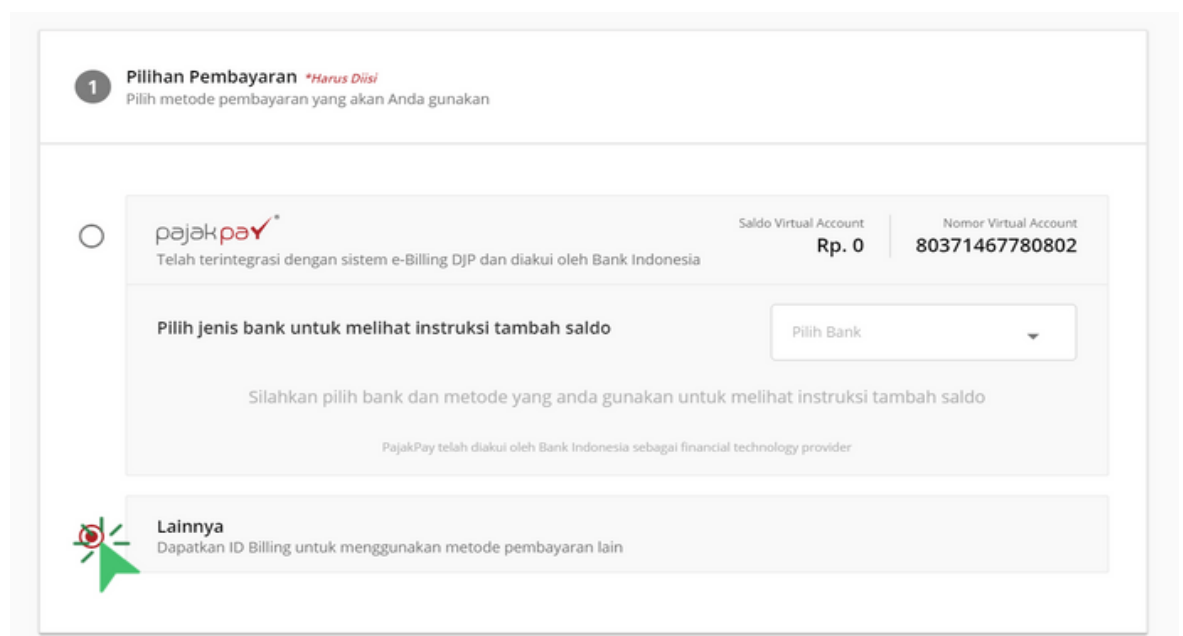 1
Pilihan Pembayaran *Harus Diisi
Pilih metode pembayaran yang akan Anda gunakan
pajakpay
Telah terintegrasi dengan sistem e-Billing DJP dan diakui oleh Bank Indonesia
Saldo Virtual Account
Rp. 0
Nomor Virtual Account
80371467780802
Pilih jenis bank untuk melihat instruksi tambah saldo
Pilih Bank
Silahkan pilih bank dan metode yang anda gunakan untuk melihat instruksi tambah saldo
PajakPay telah diakui oleh Bank Indonesia sebagai financial technology provider
Lainnya
Dapatkan ID Billing untuk menggunakan metode pembayaran lain